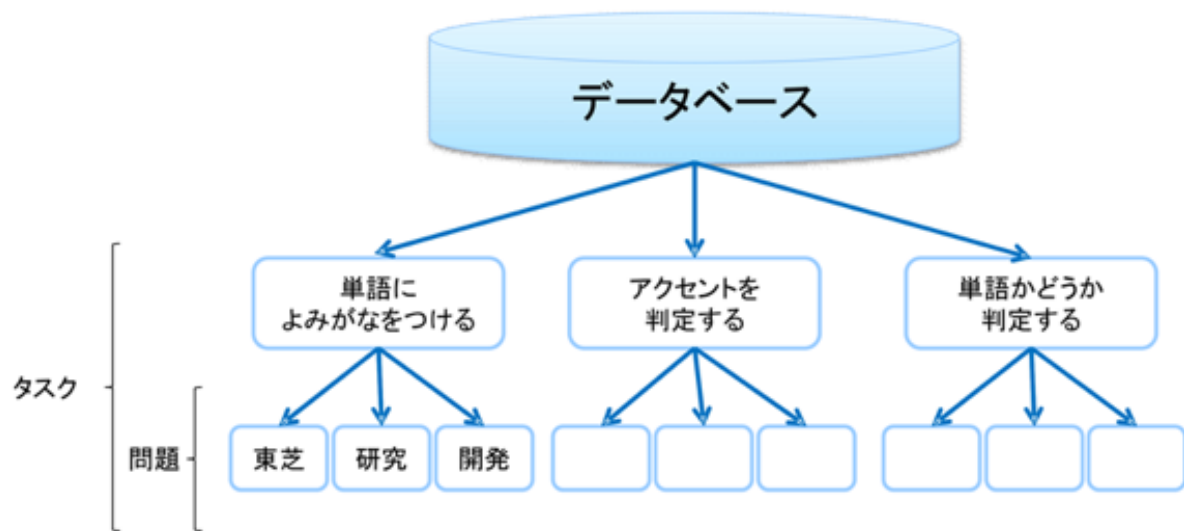 データベース
単語に
よみがなをつける
アクセントを
判定する
単語かどうか
判定する
タスク
問題
東芝
研究
開発